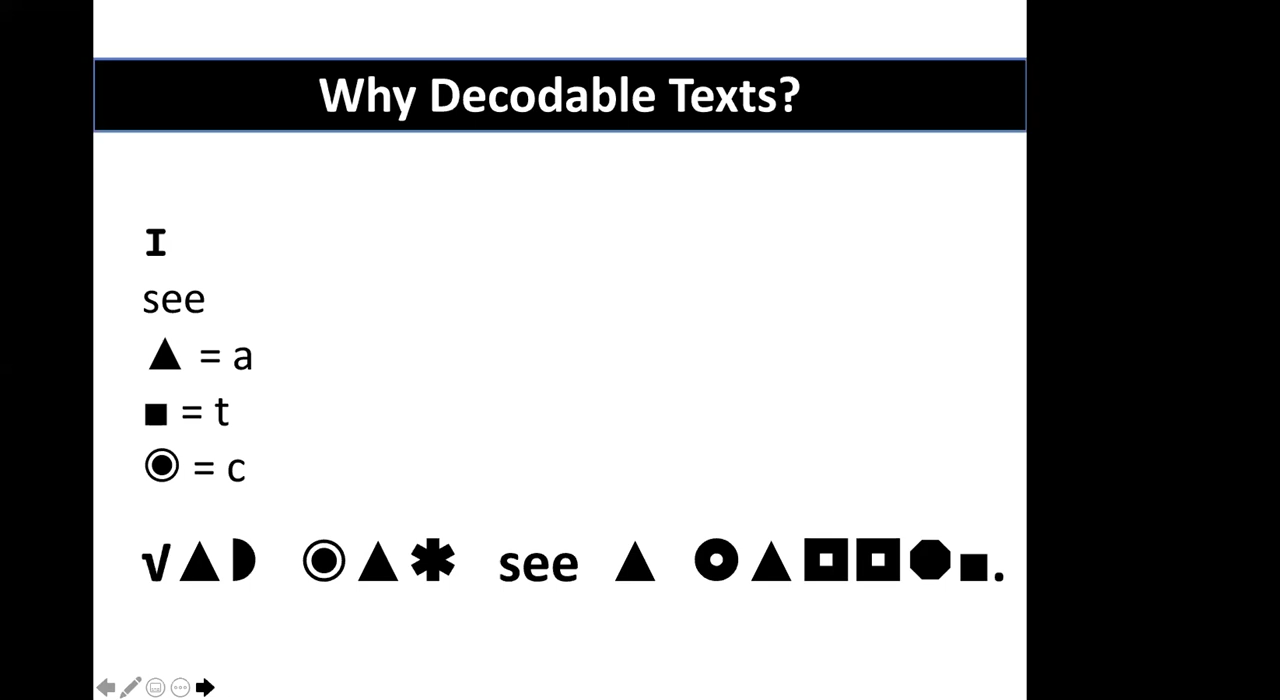 Why Decodable Texts?
I
see
▲ = a
■ = t
◉ = c
√▲◗ ◉▲✱ see ▲ ⭘▲◘◘⯃■.